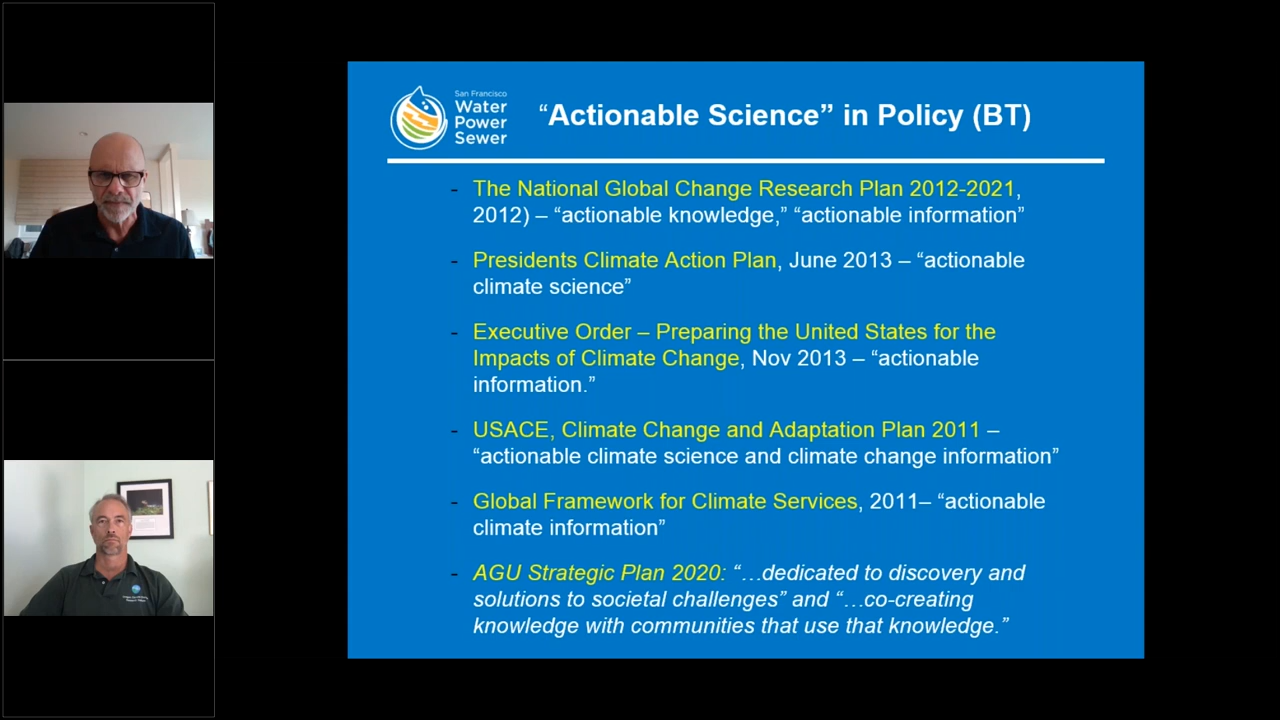 San Francisco
Water
Power
Sewer
“Actionable Science” in Policy (BT)
- The National Global Change Research Plan 2012-2021,
2012) – “actionable knowledge,” “actionable information”
- Presidents Climate Action Plan, June 2013 – “actionable
climate science”
- Executive Order – Preparing the United States for the
Impacts of Climate Change, Nov 2013 – “actionable
information.”
- USACE, Climate Change and Adaptation Plan 2011 –
“actionable climate science and climate change information”
- Global Framework for Climate Services, 2011– “actionable
climate information”
- AGU Strategic Plan 2020: “…dedicated to discovery and
solutions to societal challenges” and “…co-creating
knowledge with communities that use that knowledge.”